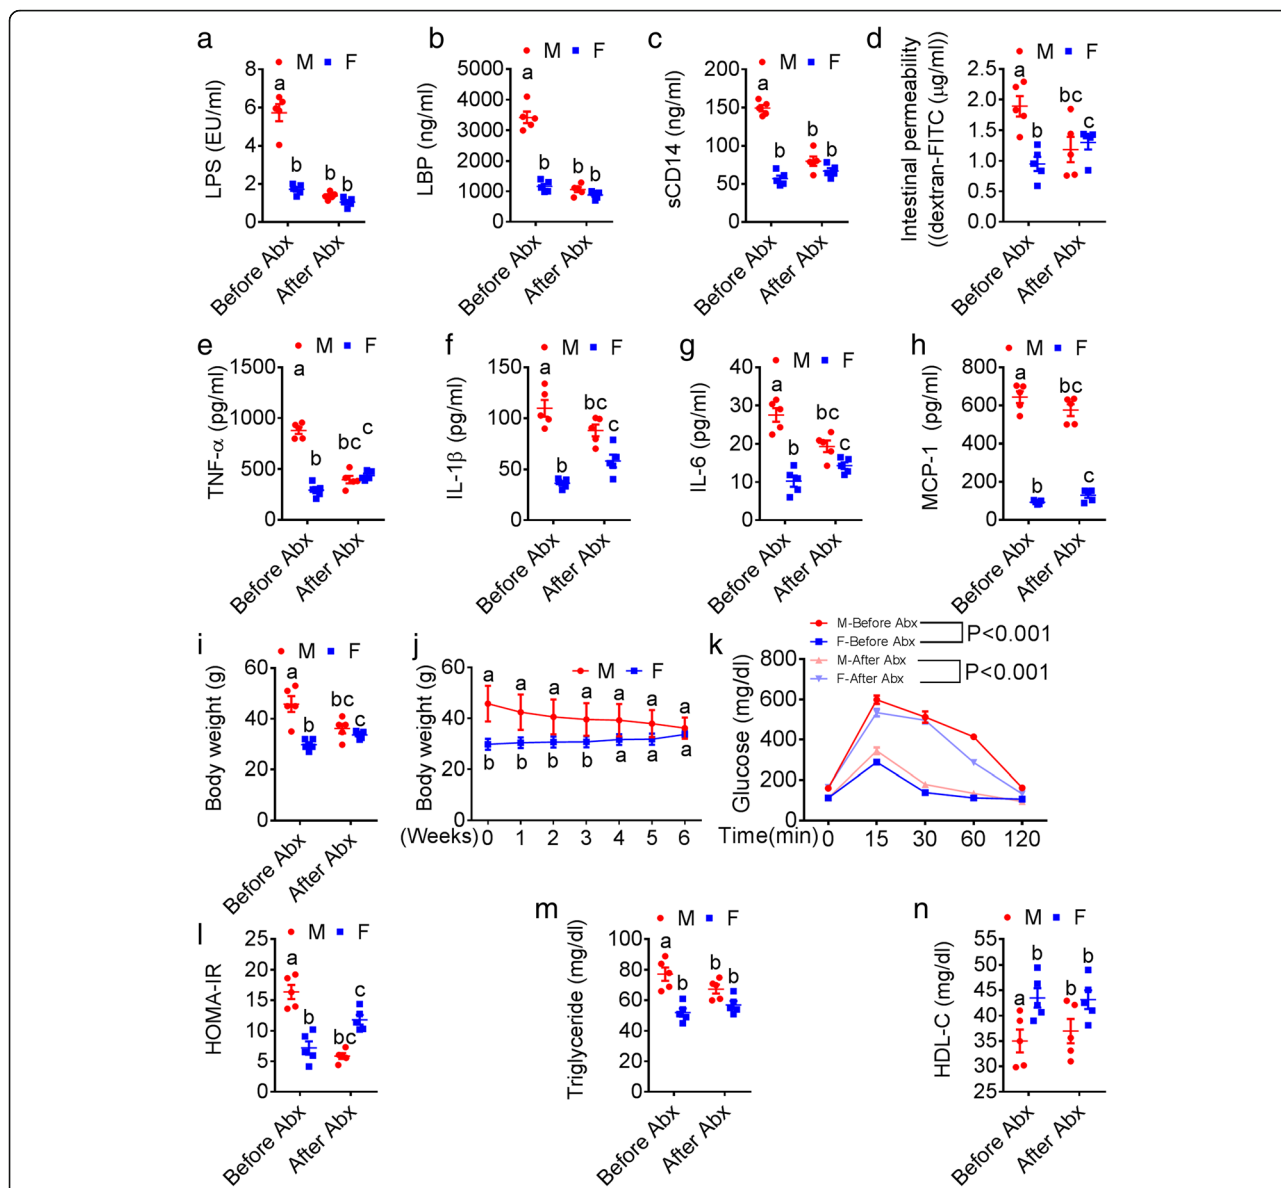 a
M F
LPS (EU/ml)
8
6
4
2
0
a
b
b
b
Before Abx
After Abx
b
M F
LBP (ng/ml)
5000
4000
3000
2000
1000
0
a
b
b
b
Before Abx
After Abx
c
M F
sCD14 (ng/ml)
200
150
100
50
0
a
b
b
b
Before Abx
After Abx
d
M F
Intestinal permeability
((dextran-FITC (µg/ml))
2.5
2.0
1.5
1.0
0.5
0.0
a
b
bc
c
Before Abx
After Abx
e
M F
TNF-α (pg/ml)
1500
1000
500
0
a
b
bc
c
Before Abx
After Abx
f
M F
IL-1β (pg/ml)
150
100
50
0
a
b
bc
c
Before Abx
After Abx
g
M F
IL-6 (pg/ml)
40
30
20
10
0
a
b
bc
c
Before Abx
After Abx
h
M F
MCP-1 (pg/ml)
800
600
400
200
0
a
b
bc
c
Before Abx
After Abx
i
M F
Body weight (g)
60
40
20
0
a
b
bc
c
Before Abx
After Abx
j
M F
Body weight (g)
60
40
20
0
a a a a a a a
b b b b a a
(Weeks) 0 1 2 3 4 5 6
k
M-Before Abx
F-Before Abx
P<0.001
M-After Abx
F-After Abx
P<0.001
Glucose (mg/dl)
800
600
400
200
0
Time(min) 0 15 30 60 120
l
M F
HOMA-IR
25
20
15
10
5
0
a
b
bc
c
Before Abx
After Abx
m
M F
Triglyceride (mg/dl)
100
80
60
40
20
0
a
b
b
b
Before Abx
After Abx
n
M F
HDL-C (mg/dl)
55
50
45
40
35
30
25
a
b
b
b
Before Abx
After Abx